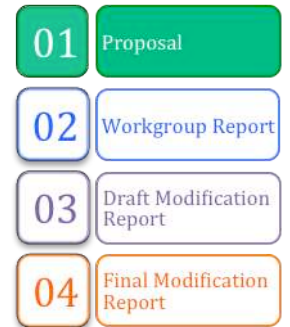 01 Proposal
02 Workgroup Report
03 Draft Modification
Report
04 Final Modification
Report